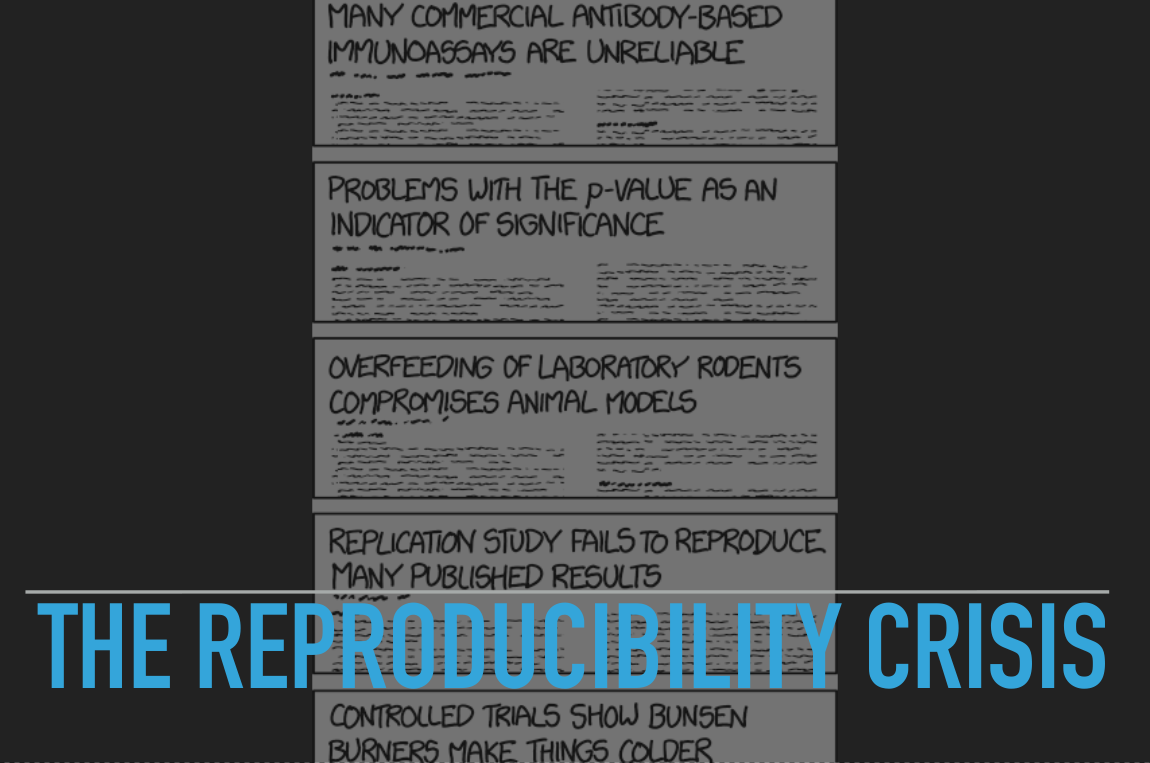 MANY COMMERCIAL ANTIBODY-BASED
IMMUNOASSAYS ARE UNRELIABLE
PROBLEMS WITH THE p-VALUE AS AN
INDICATOR OF SIGNIFICANCE
OVERFEEDING OF LABORATORY RODENTS
COMPROMISES ANIMAL MODELS
REPLICATION STUDY FAILS TO REPRODUCE
MANY PUBLISHED RESULTS
THE REPRODUCIBILITY CRISIS
CONTROLLED TRIALS SHOW BUNSEN
BURNERS MAKE THINGS COLDER